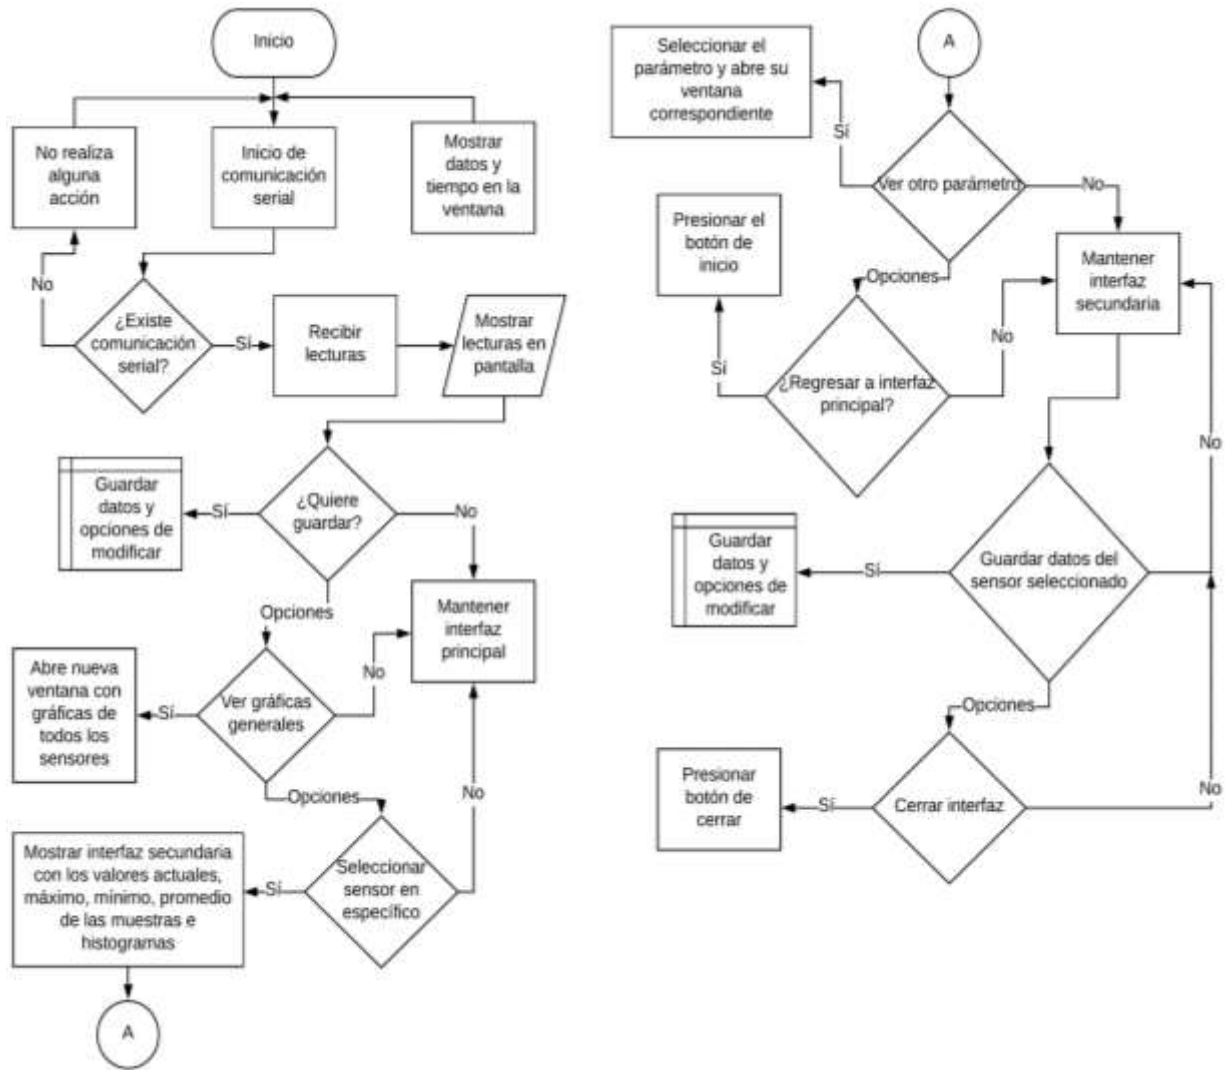 Inicio
No realiza
alguna
acción
Inicio de
comunicación
serial
Mostrar
datos y
tiempo en la
ventana
No
¿Existe
comunicación
serial?
Sí
Recibir
lecturas
Mostrar
lecturas en
pantalla
Guardar
datos y
opciones de
modificar
Sí
¿Quiere
guardar?
No
Opciones
Mantener
interfaz
principal
Abre nueva
ventana con
gráficas de
todos los
sensores
Sí
Ver gráficas
generales
No
Opciones
No
Mostrar interfaz secundaria
con los valores actuales,
máximo, mínimo, promedio
de las muestras e
histogramas
Sí
Seleccionar
sensor en
específico
A
A
Seleccionar el
parámetro y abre su
ventana
correspondiente
Sí
Ver otro parámetro
No
Presionar el
botón de
inicio
Opciones
Mantener
interfaz
secundaria
Sí
¿Regresar a interfaz
principal?
No
No
Guardar
datos y
opciones de
modificar
Sí
Guardar datos del
sensor seleccionado
Opciones
Presionar
botón de
cerrar
Sí
Cerrar interfaz
No